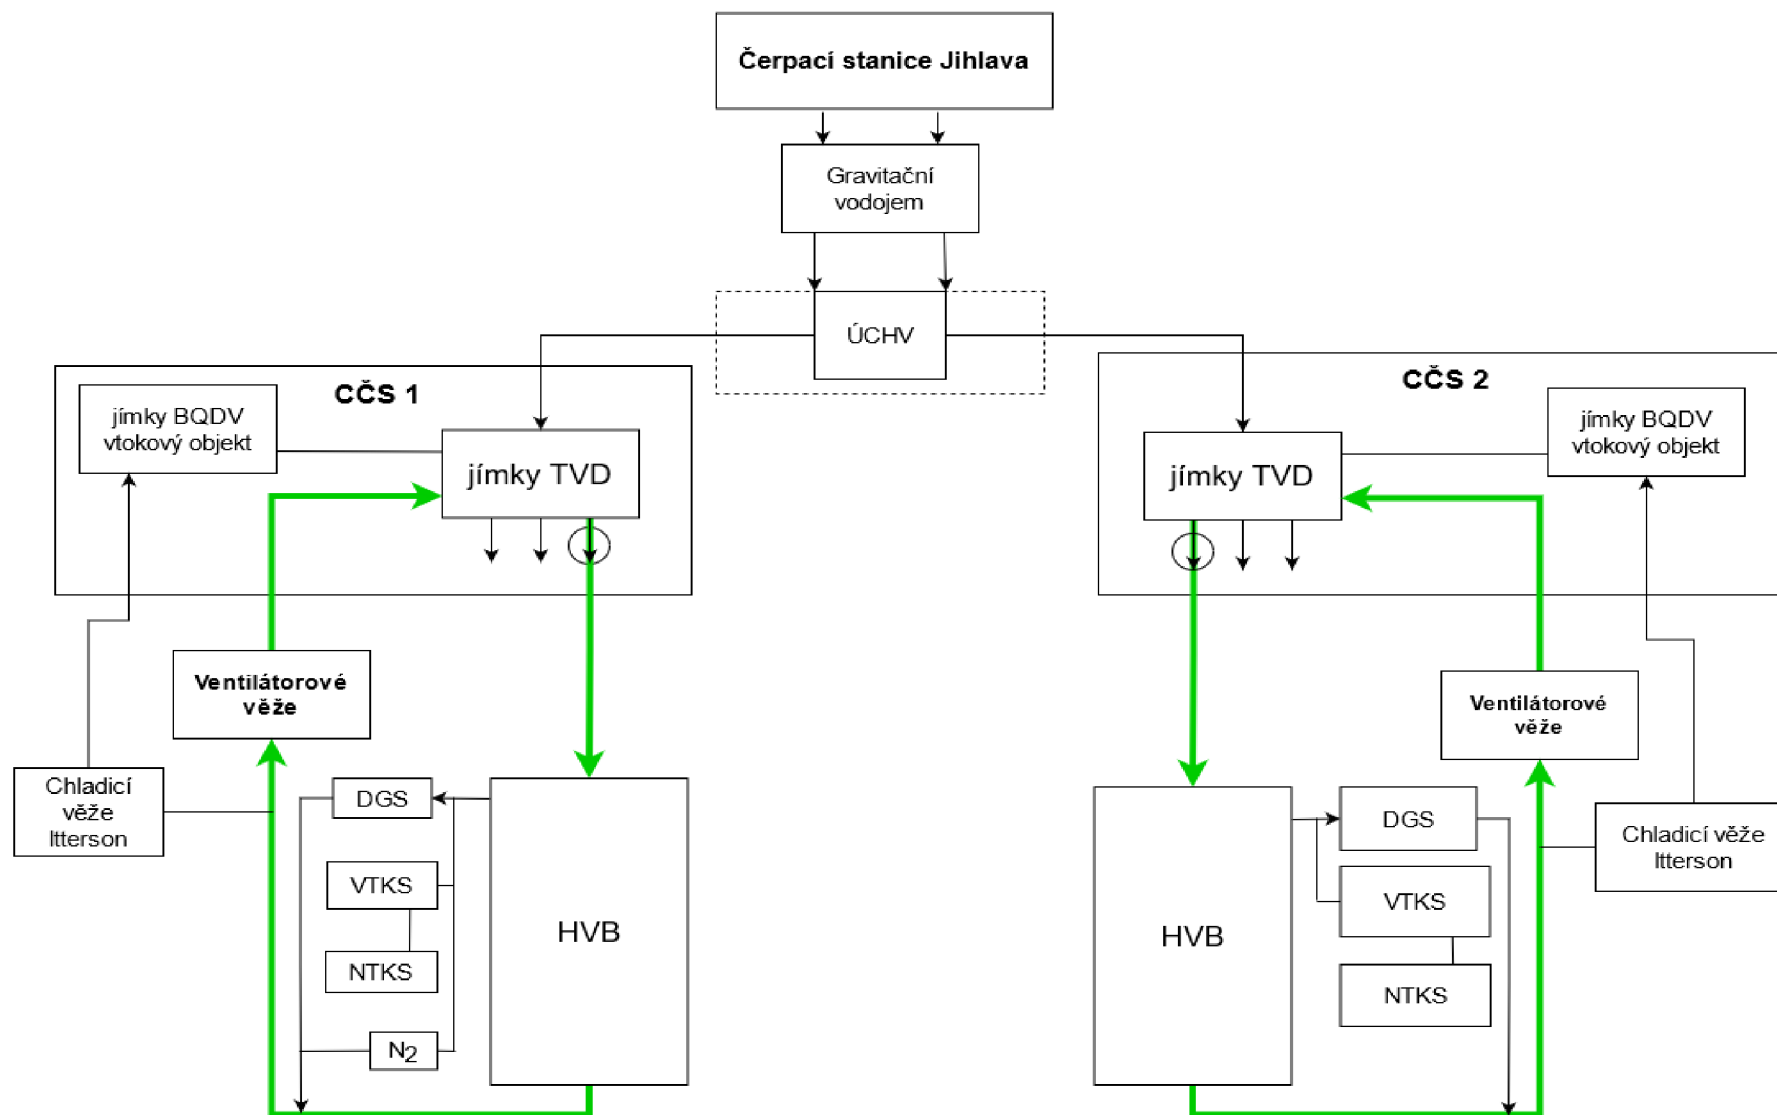 Čerpací stanice Jihlava
Gravitační
vodojem
ÚCHV
CČS 1
jímky BQDV
vtokový objekt
jímky TVD
Ventilátorové
věže
Chladicí
věže
Itterson
DGS
VTKS
NTKS
N2
HVB
CČS 2
jímky BQDV
vtokový objekt
jímky TVD
Ventilátorové
věže
Chladicí věže
Itterson
DGS
VTKS
NTKS
HVB